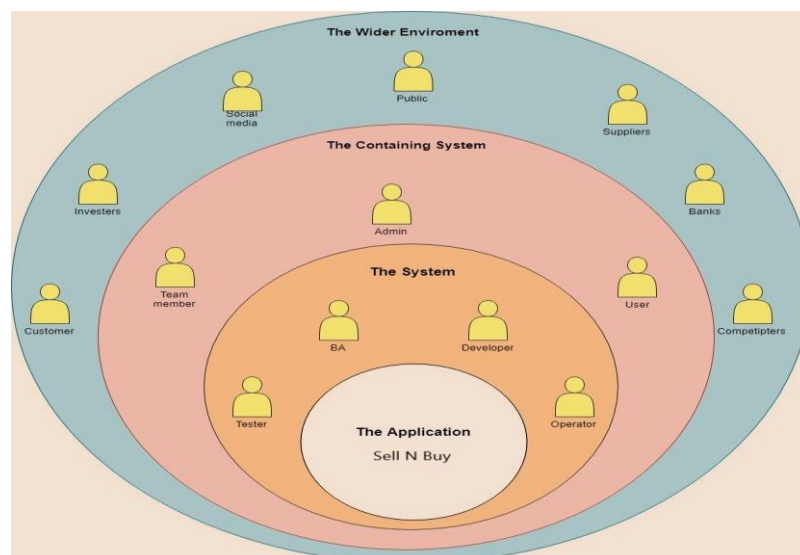 The Wider Enviroment
Public
Social
media
Suppliers
The Containing System
Investers
Banks
Admin
Team
member
The System
User
Customer
BA
Developer
Competipters
Tester
The Application
Operator
Sell N Buy